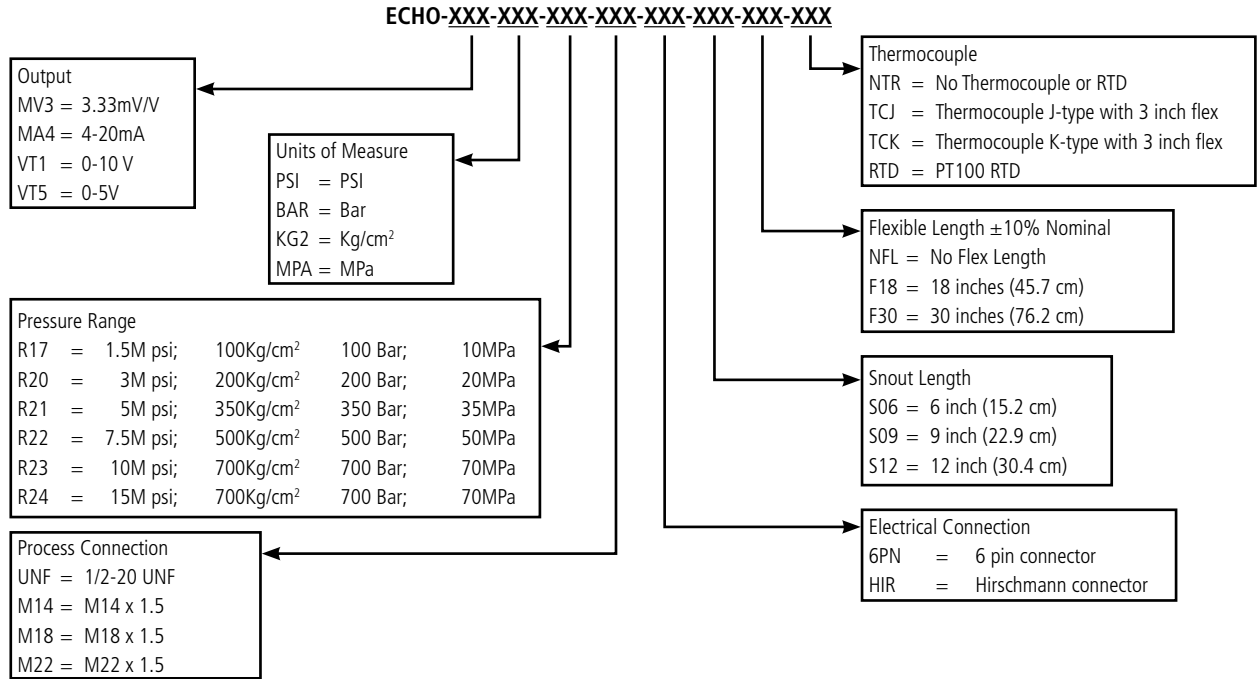 ECHO-XXX-XXX-XXX-XXX-XXX-XXX-XXX-XXX
Output
MV3 = 3.33mV/V
MA4 = 4-20mA
VT1 = 0-10 V
VT5 = 0-5V
Units of Measure
PSI = PSI
BAR = Bar
KG2 = Kg/cm²
MPA = MPa
Pressure Range
R17 = 1.5M psi; 100Kg/cm² 100 Bar; 10MPa
R20 = 3M psi; 200Kg/cm² 200 Bar; 20MPa
R21 = 5M psi; 350Kg/cm² 350 Bar; 35MPa
R22 = 7.5M psi; 500Kg/cm² 500 Bar; 50MPa
R23 = 10M psi; 700Kg/cm² 700 Bar; 70MPa
R24 = 15M psi; 700Kg/cm² 700 Bar; 70MPa
Process Connection
UNF = 1/2-20 UNF
M14 = M14 x 1.5
M18 = M18 x 1.5
M22 = M22 x 1.5
Thermocouple
NTR = No Thermocouple or RTD
TCJ = Thermocouple J-type with 3 inch flex
TCK = Thermocouple K-type with 3 inch flex
RTD = PT100 RTD
Flexible Length ±10% Nominal
NFL = No Flex Length
F18 = 18 inches (45.7 cm)
F30 = 30 inches (76.2 cm)
Snout Length
S06 = 6 inch (15.2 cm)
S09 = 9 inch (22.9 cm)
S12 = 12 inch (30.4 cm)
Electrical Connection
6PN = 6 pin connector
HIR = Hirschmann connector